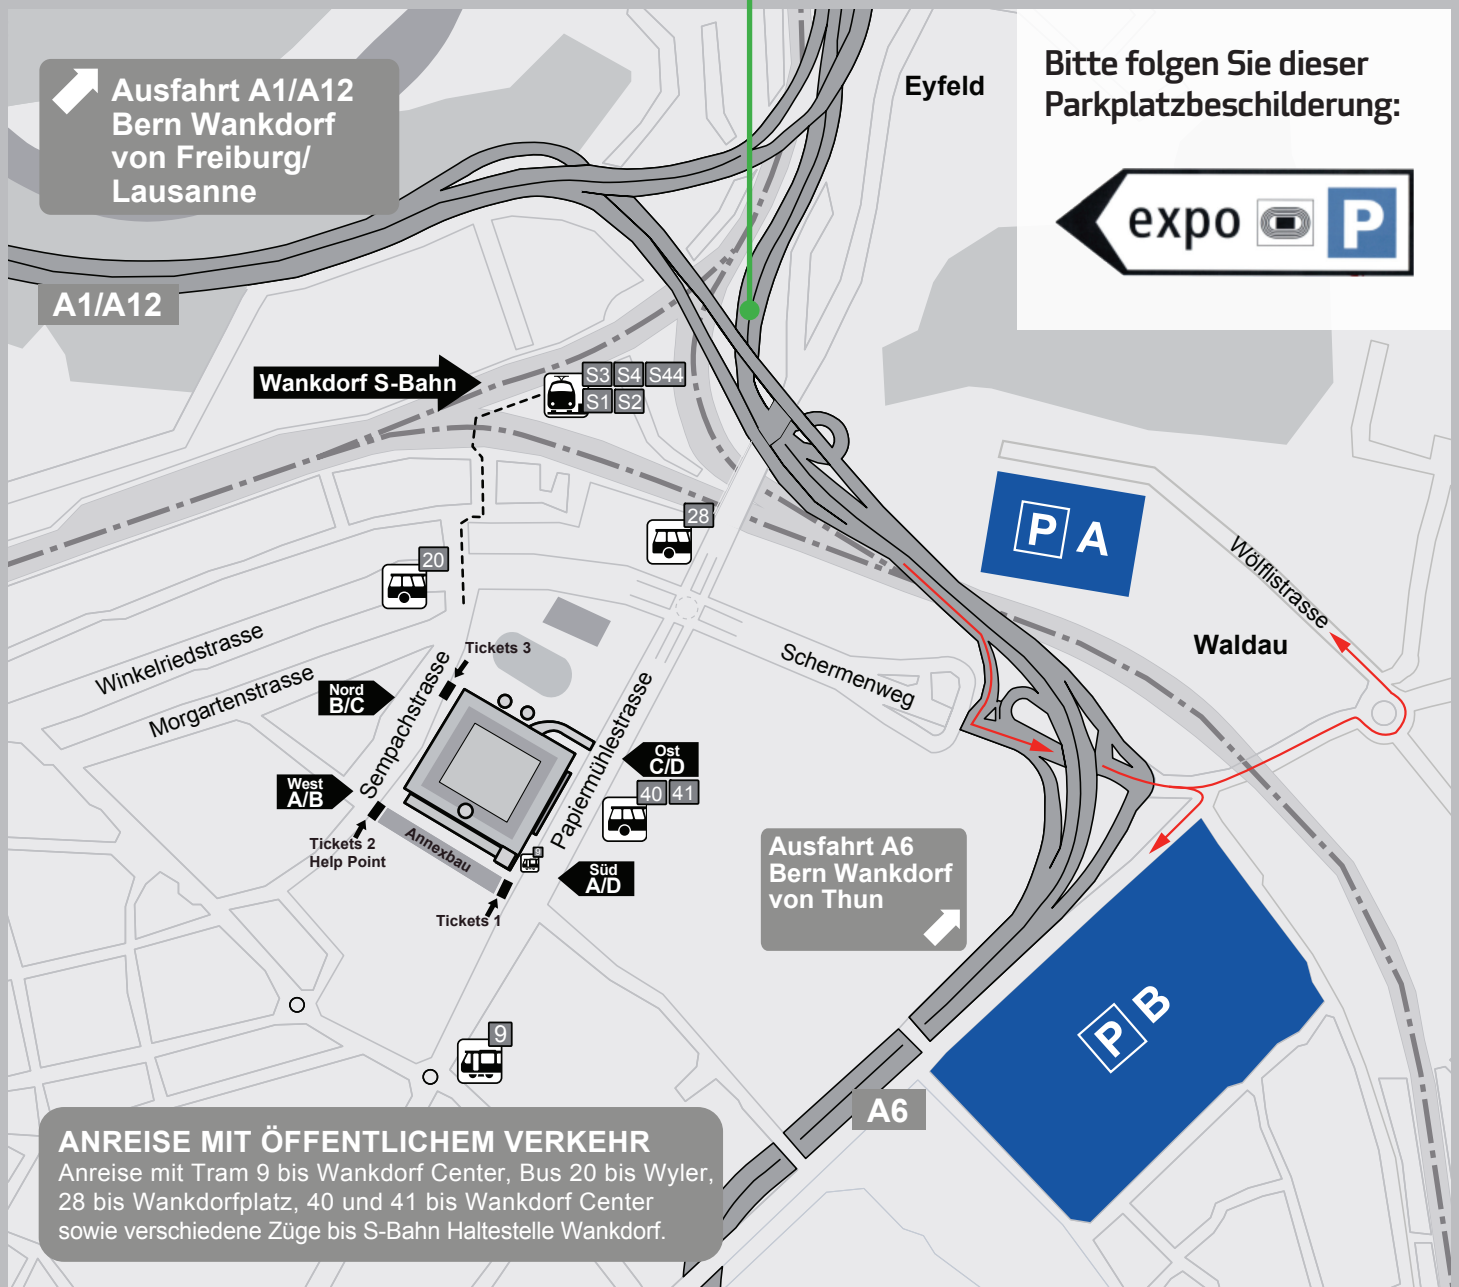 Ausfahrt A1/A12
Bern Wankdorf
von Freiburg/
Lausanne
Eyfeld
Bitte folgen Sie dieser
Parkplatzbeschilderung:
expo P
A1/A12
Wankdorf S-Bahn
S3 S4 S44
S1 S2
28
20
P A
Wölflistrasse
Waldau
Winkelriedstrasse
Morgartenstrasse
Sempachstrasse
Tickets 3
Schermenweg
Papiermühlestrasse
Nord
B/C
Ost
C/D
West
A/B
40 41
Tickets 2
Help Point
Annexbau
9
Süd
A/D
Tickets 1
Ausfahrt A6
Bern Wankdorf
von Thun
P B
9
A6
ANREISE MIT ÖFFENTLICHEM VERKEHR
Anreise mit Tram 9 bis Wankdorf Center, Bus 20 bis Wyler,
28 bis Wankdorfplatz, 40 und 41 bis Wankdorf Center
sowie verschiedene Züge bis S-Bahn Haltestelle Wankdorf.